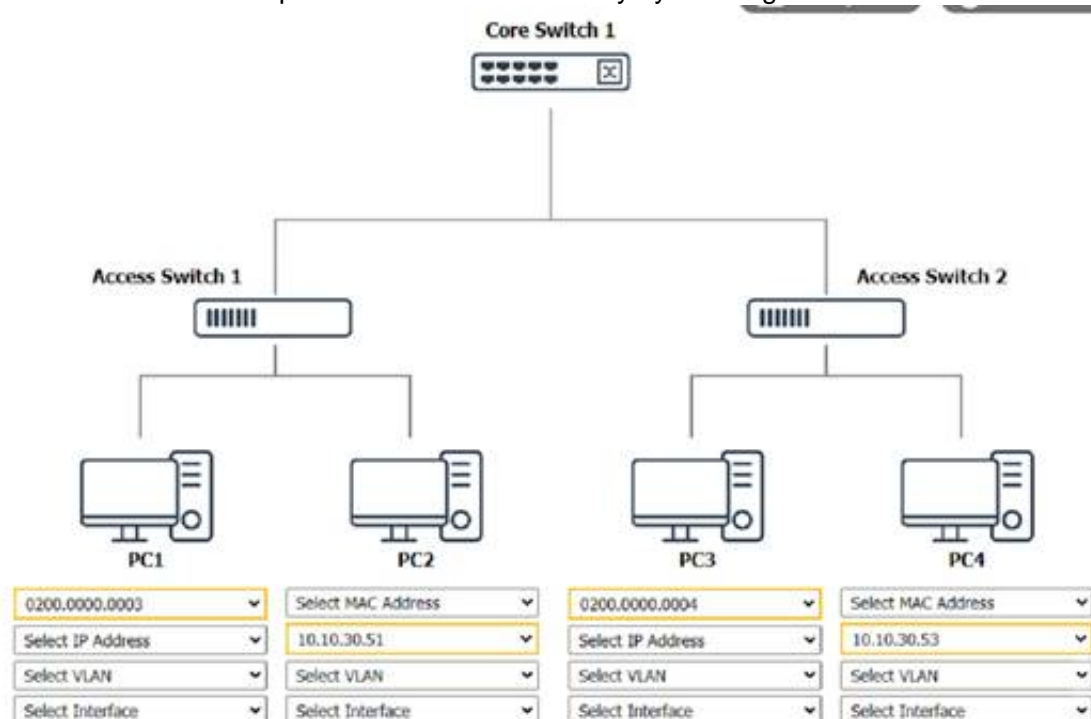 Core Switch 1
Access Switch 1
Access Switch 2
PC1
PC2
PC3
PC4
0200.0000.0003
Select MAC Address
0200.0000.0004
Select MAC Address
Select IP Address
10.10.30.51
Select IP Address
10.10.30.53
Select VLAN
Select VLAN
Select VLAN
Select VLAN
Select Interface
Select Interface
Select Interface
Select Interface